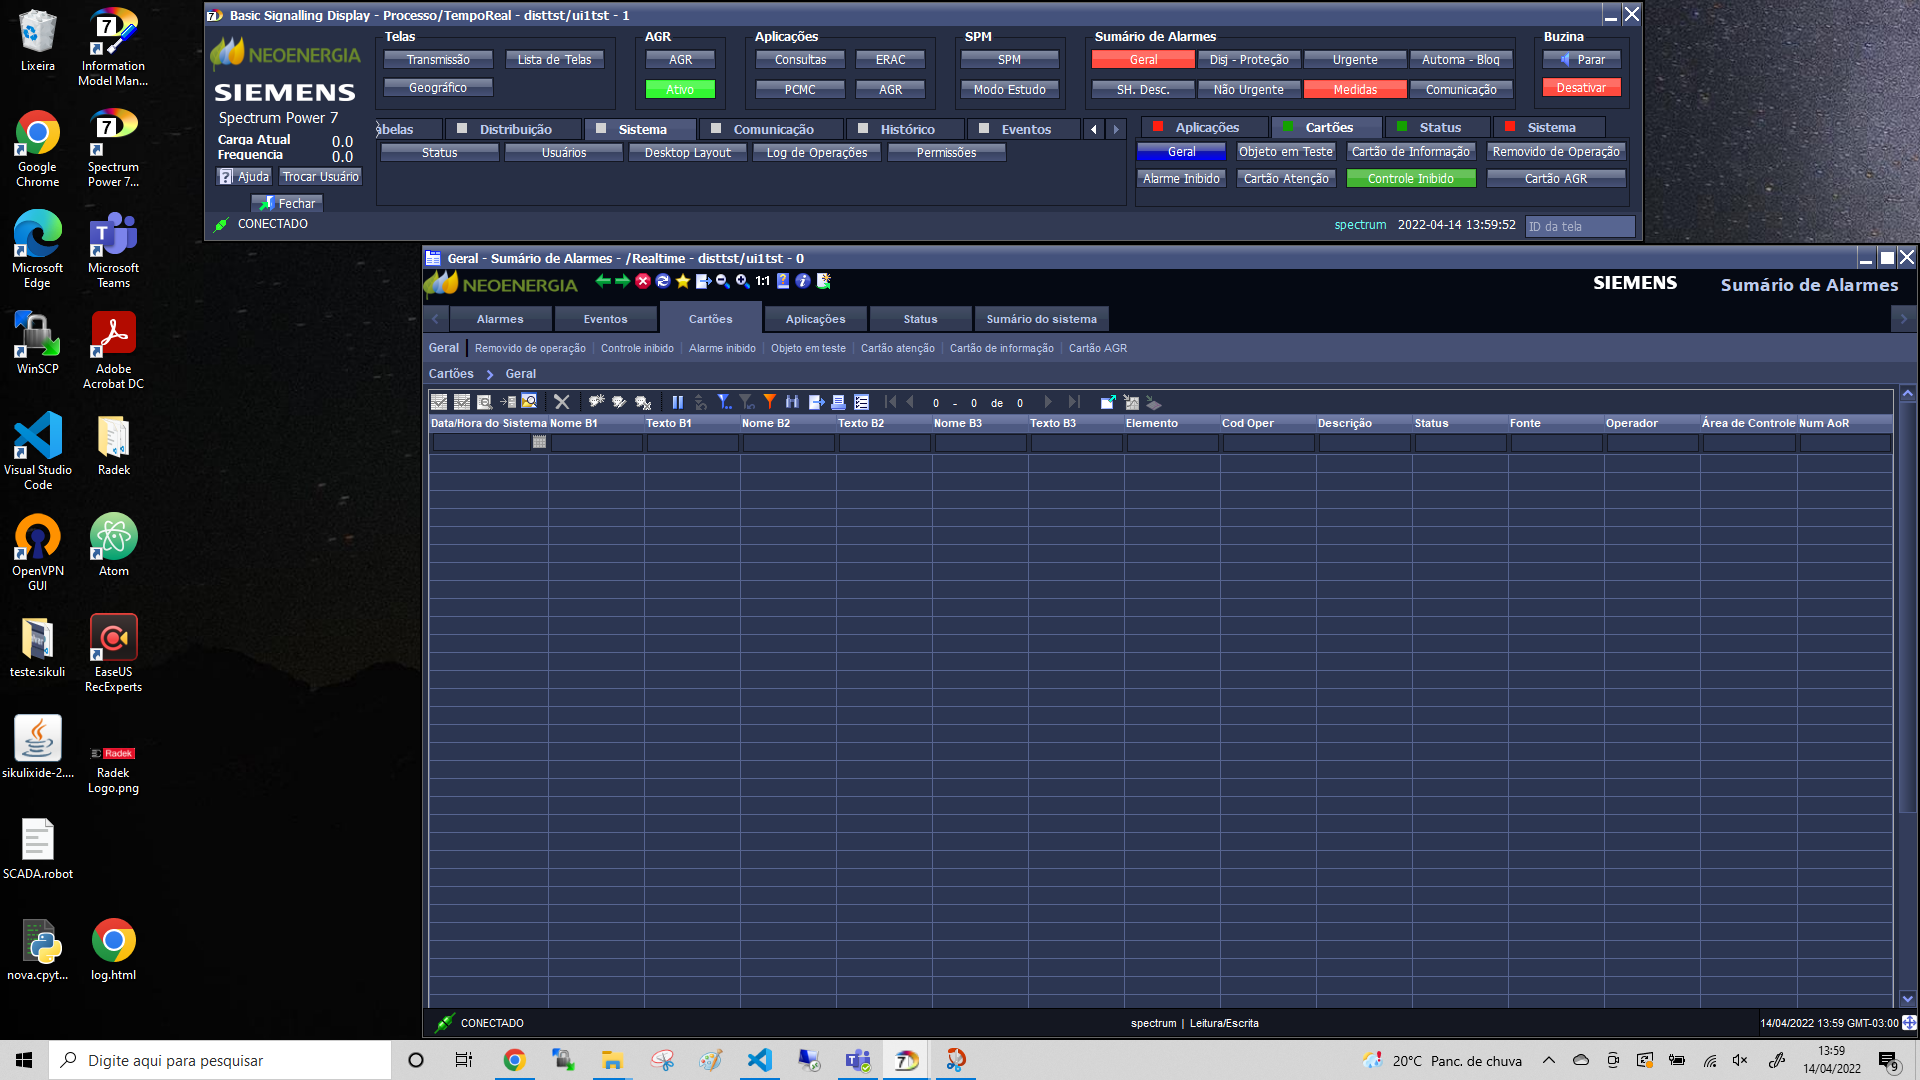 Lixeira
Information
Model Man...
Google
Chrome
Spectrum
Power 7...
Microsoft
Edge
Microsoft
Teams
WinSCP
Adobe
Acrobat DC
Visual Studio
Code
Radek
OpenVPN
GUI
Atom
teste.sikuli
EaseUS
RecExperts
sikulixide-2....
Radek
Radek
Logo.png
SCADA.robot
nova.cpyt...
log.html
Basic Signalling Display - Processo/TempoReal - disttst/ui1tst - 1
NEOENERGIA
SIEMENS
Spectrum Power 7
Carga Atual 0.0
Frequencia 0.0
Ajuda Trocar Usuário
Fechar
CONECTADO
Telas
Transmissão Lista de Telas
Geográfico
AGR
AGR
Ativo
Aplicações
Consultas ERAC
PCMC AGR
SPM
SPM
Modo Estudo
Sumário de Alarmes
Geral Disj - Proteção Urgente Automa - Bloq
SH. Desc. Não Urgente Medidas Comunicação
Buzina
Parar
Desativar
abelas Distribuição Sistema Comunicação Histórico Eventos
Status Usuários Desktop Layout Log de Operações Permissões
Aplicações Cartões Status Sistema
Geral Objeto em Teste Cartão de Informação Removido de Operação
Alarme Inibido Cartão Atenção Controle Inibido Cartão AGR
spectrum 2022-04-14 13:59:52 ID da tela
Geral - Sumário de Alarmes - /Realtime - disttst/ui1tst - 0
NEOENERGIA
1:1
SIEMENS Sumário de Alarmes
Alarmes Eventos Cartões Aplicações Status Sumário do sistema
Geral Removido de operação Controle inibido Alarme inibido Objeto em teste Cartão atenção Cartão de informação Cartão AGR
Cartões > Geral
0 - 0 de 0
Data/Hora do Sistema Nome B1 Texto B1 Nome B2 Texto B2 Nome B3 Texto B3 Elemento Cod Oper Descrição Status Fonte Operador Área de Controle Num AoR
CONECTADO
spectrum | Leitura/Escrita
14/04/2022 13:59 GMT-03:00
Digite aqui para pesquisar
20°C Panc. de chuva
13:59
14/04/2022
9